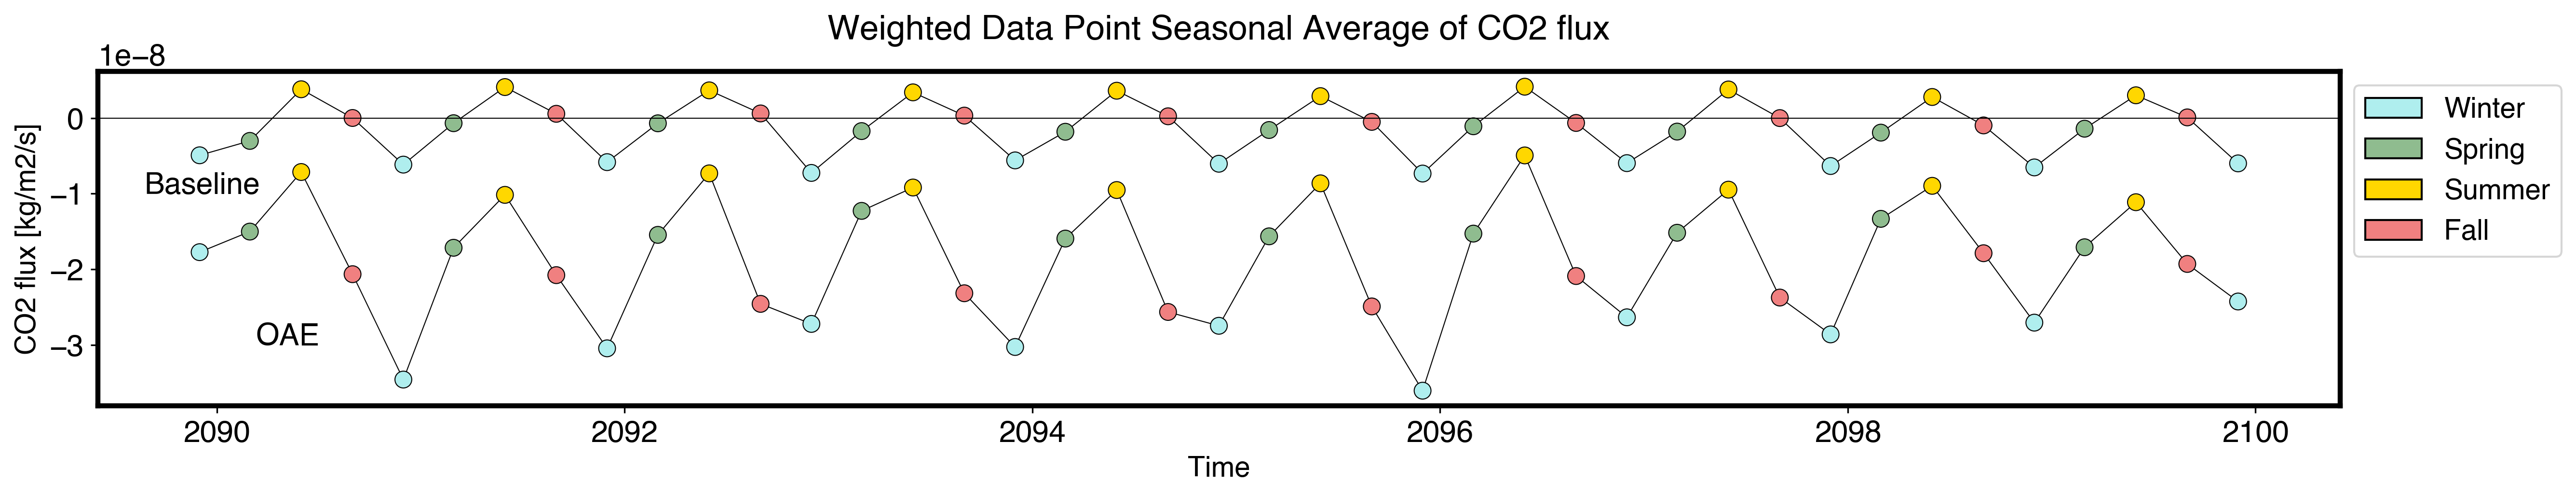 Weighted Data Point Seasonal Average of CO2 flux
1e−8
CO2 flux [kg/m2/s]
0
−1
−2
−3
Baseline
OAE
2090
2092
2094
2096
2098
2100
Time
Winter
Spring
Summer
Fall